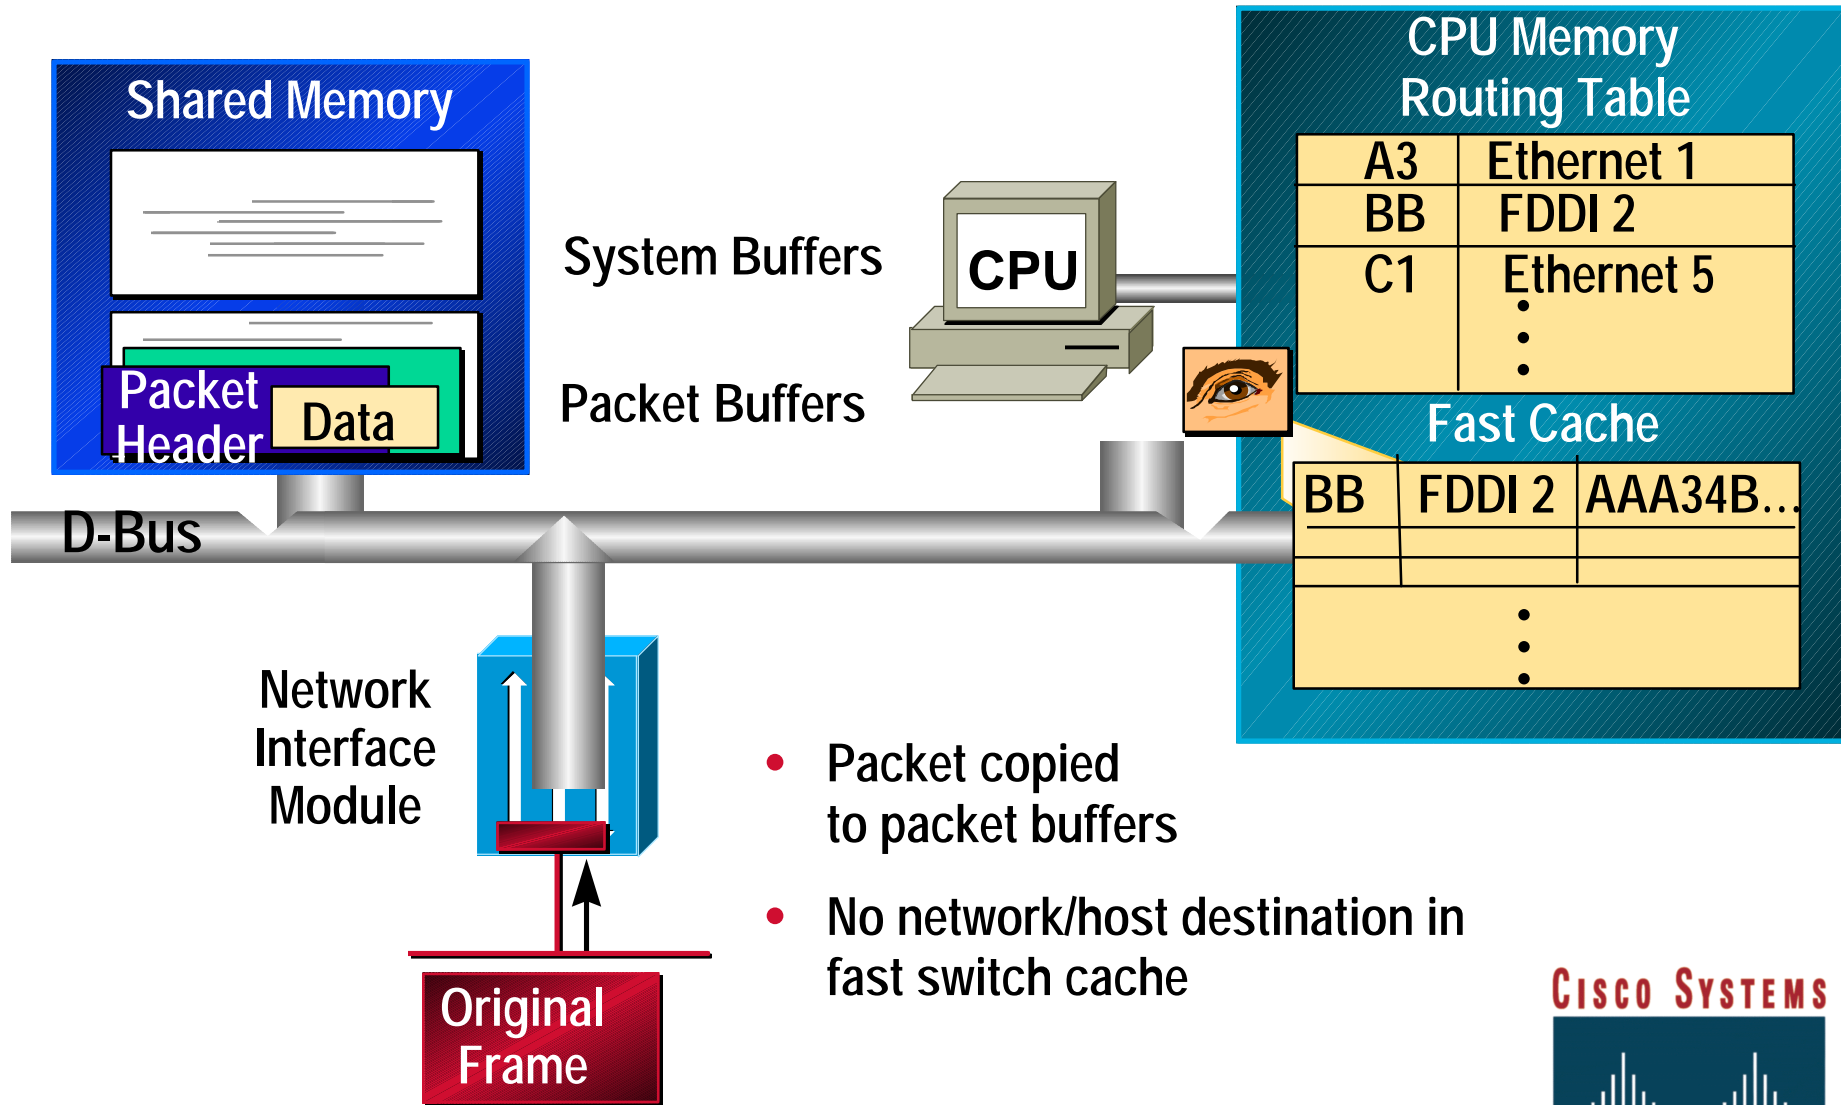 Shared Memory
System Buffers
Packet Buffers
Packet
Header
Data
D-Bus
CPU
CPU Memory
Routing Table
A3 Ethernet 1
BB FDDI 2
C1 Ethernet 5
Fast Cache
BB FDDI 2 AAA34B...
Network
Interface
Module
Original
Frame
• Packet copied
to packet buffers
• No network/host destination in
fast switch cache
CISCO SYSTEMS